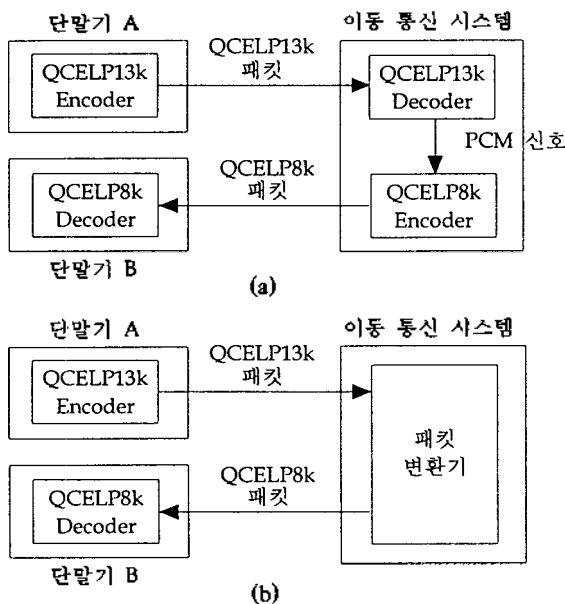 단말기 A
이동 통신 시스템
QCELP13k
Encoder
QCELP13k
패킷
QCELP13k
Decoder
PCM 신호
QCELP8k
Decoder
QCELP8k
패킷
QCELP8k
Encoder
단말기 B
(a)
단말기 A
이동 통신 시스템
QCELP13k
Encoder
QCELP13k
패킷
패킷
변환기
QCELP8k
Decoder
QCELP8k
패킷
단말기 B
(b)